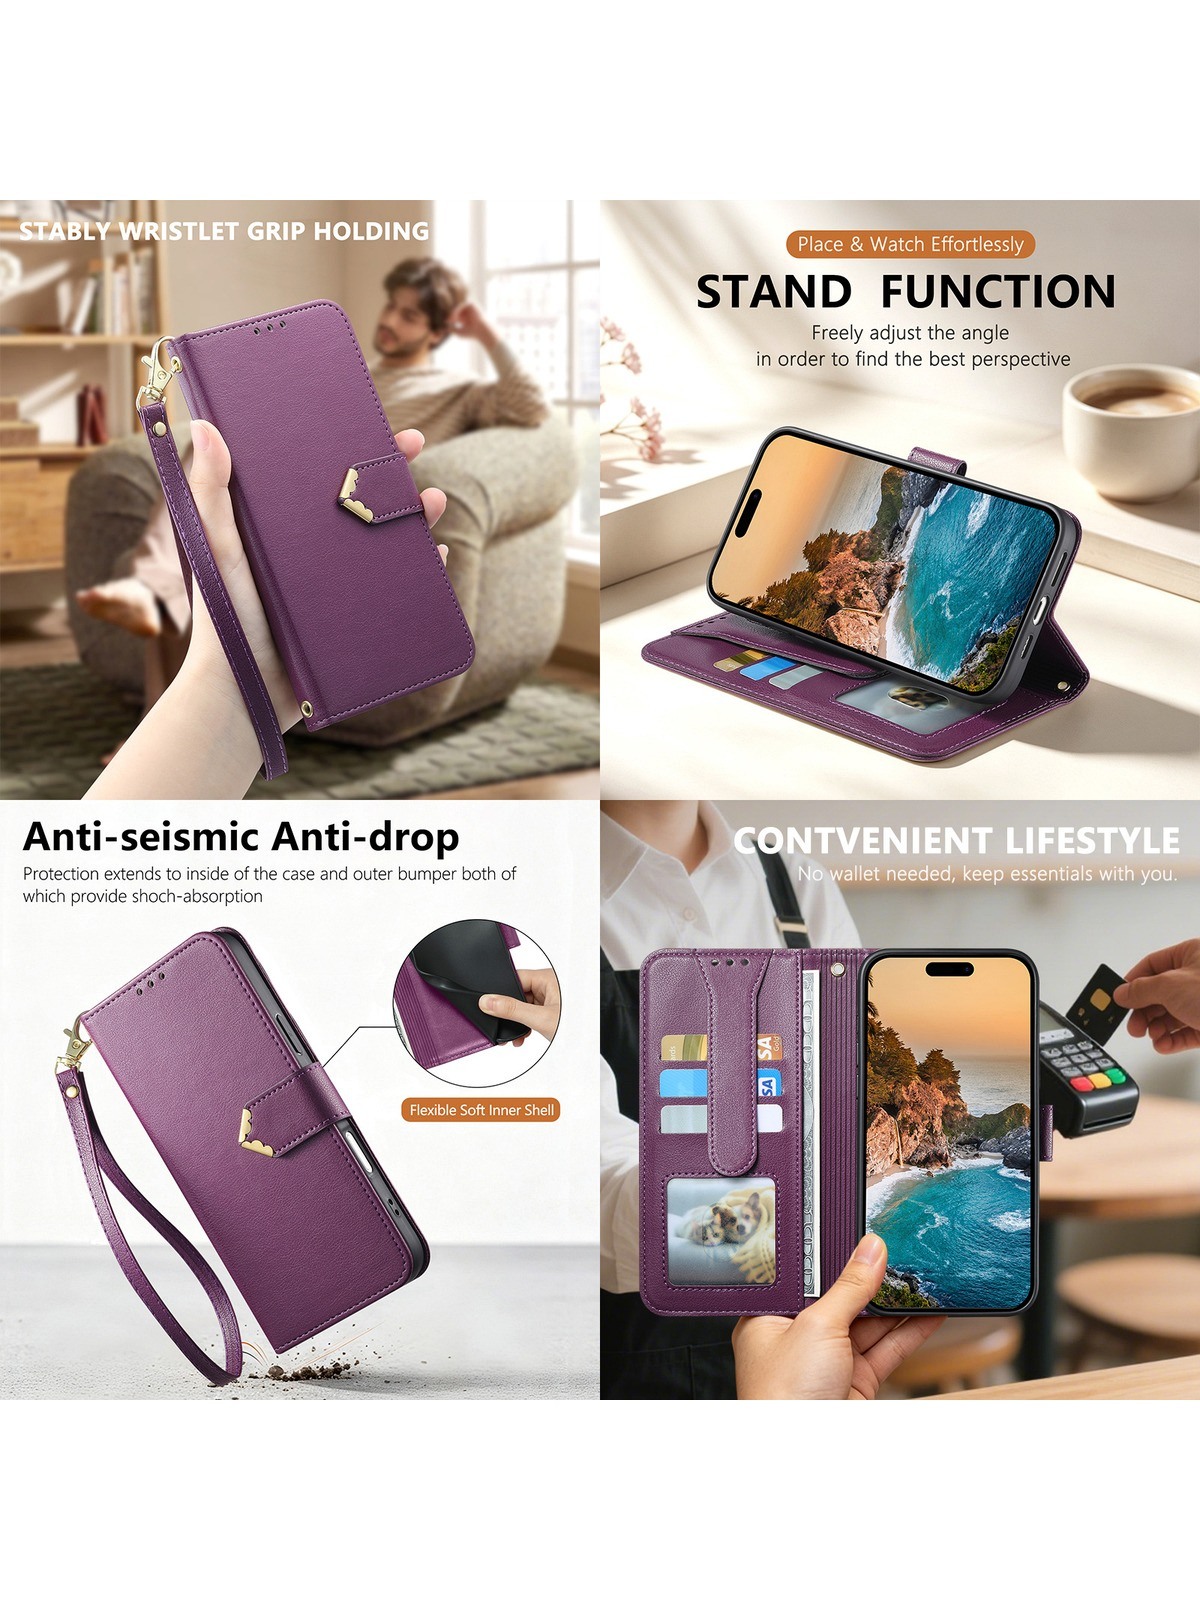 STABLY WRISTLET GRIP HOLDING
Place & Watch Effortlessly
STAND FUNCTION
Freely adjust the angle
in order to find the best perspective
Anti-seismic Anti-drop
Protection extends to inside of the case and outer bumper both of
which provide shoch-absorption
Flexible Soft Inner Shell
CONTVENIENT LIFESTYLE
No wallet needed, keep essentials with you.